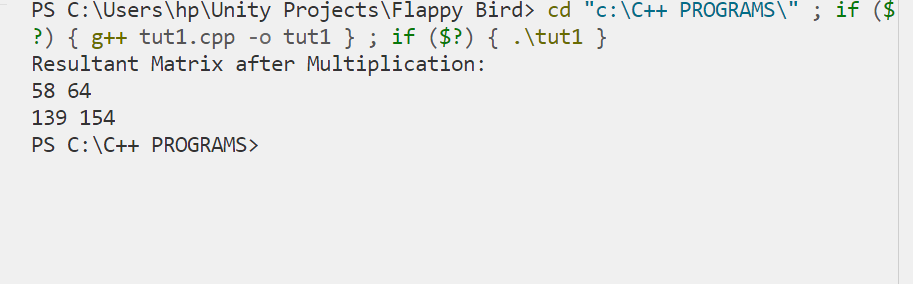 PS C:\Users\hp\Unity Projects\Flappy Bird> cd "c:\C++ PROGRAMS\" ; if ($
?) { g++ tut1.cpp -o tut1 } ; if ($?) { .\tut1 }
Resultant Matrix after Multiplication:
58 64
139 154
PS C:\C++ PROGRAMS>